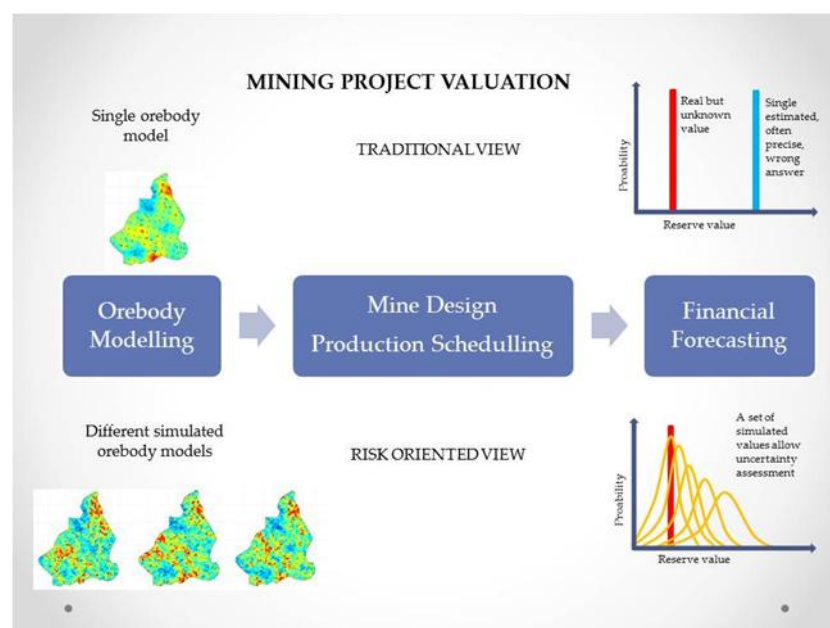 MINING PROJECT VALUATION
Single orebody
model
TRADITIONAL VIEW
Proability
Real but
unknown
value
Single
estimated,
often
precise,
wrong
answer
Reserve value
Orebody
Modelling
Mine Design
Production Schedulling
Financial
Forecasting
Different simulated
orebody models
RISK ORIENTED VIEW
Proability
A set of
simulated
values allow
uncertainty
assessment
Reserve value